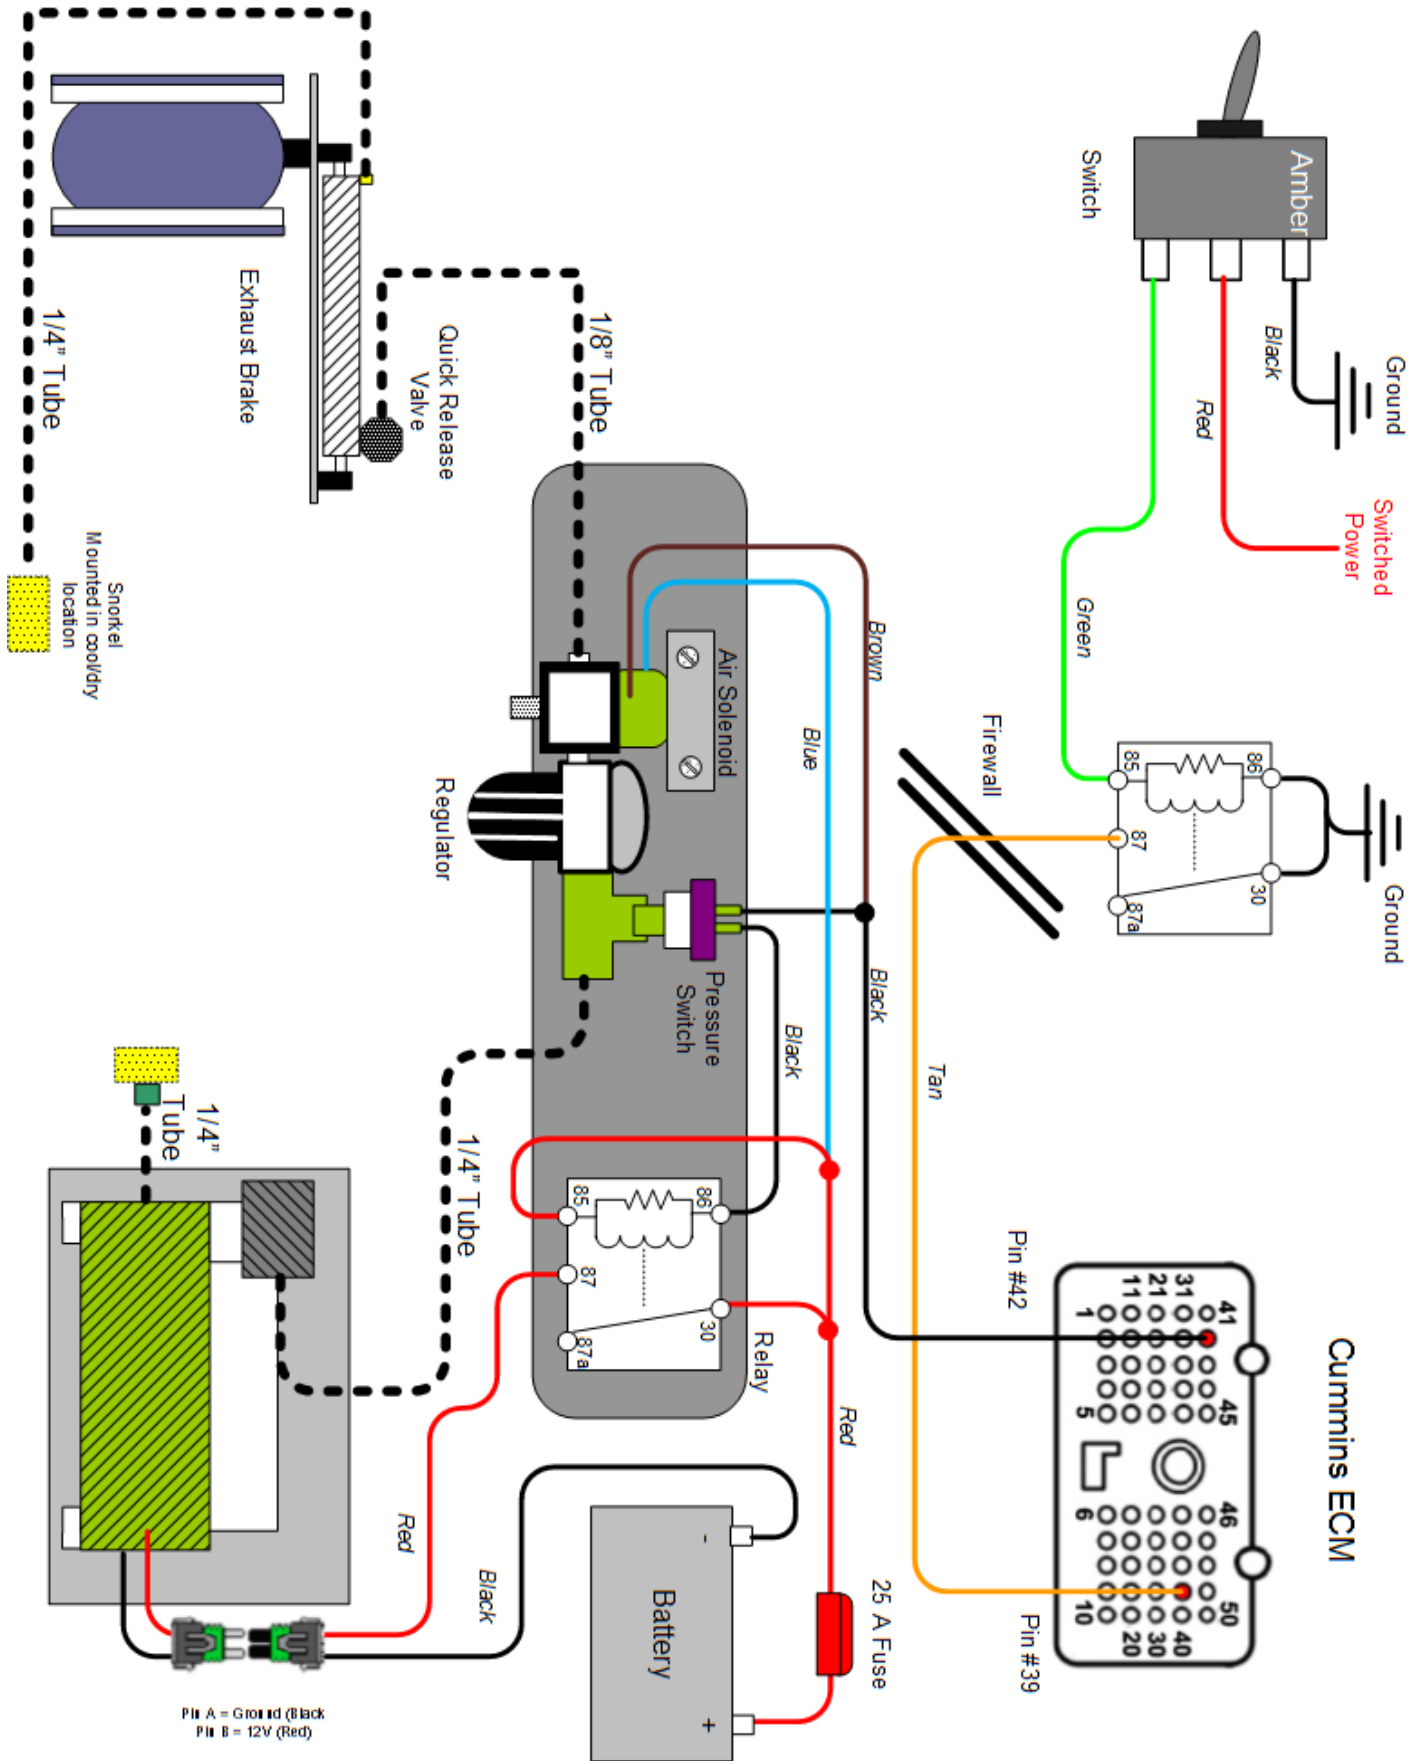 Amber
Switch
Black
Ground
Red
Switched
Power
Green
Firewall
85
86
87
30
87a
Ground
Exhaust Brake
1/4" Tube
Quick Release
Valve
1/8" Tube
Snorkel
Mounted in cool/dry
location
Air Solenoid
Brown
Blue
Regulator
Pressure
Switch
Black
Black
Tan
1/4"
Tube
1/4" Tube
85
86
87
30
87a
Relay
Red
Red
Black
Battery
-
+
25 A Fuse
Pin A = Ground (Black
Pin B = 12V (Red)
Cummins ECM
Pin #42
Pin #39
1
11
21
31
41
5
45
6
46
10
20
30
40
50